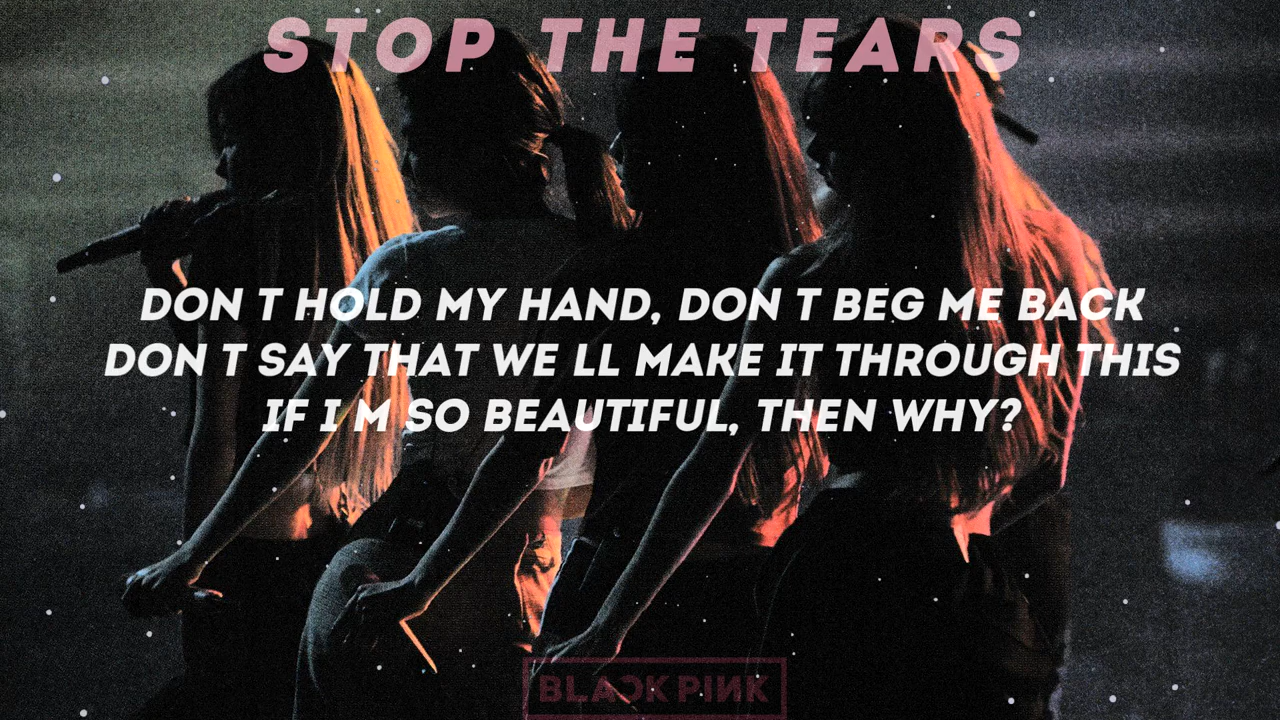 STOP THE TEARS
DON T HOLD MY HAND, DON T BEG ME BACK
DON T SAY THAT WE LL MAKE IT THROUGH THIS
IF I M SO BEAUTIFUL, THEN WHY?
BLACKPINK